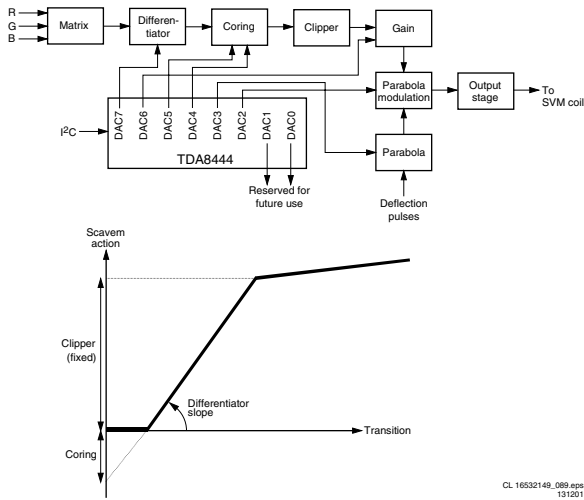 R
G
B
Matrix
Differen-
tiator
Coring
Clipper
Gain
Parabola
modulation
Output
stage
To
SVM coil
I²C
DAC7
DAC6
DAC5
DAC4
DAC3
DAC2
DAC1
DAC0
TDA8444
Parabola
Reserved for
future use
Deflection
pulses
Scavem
action
Clipper
(fixed)
Differentiator
slope
Transition
Coring
CL 16532149_089.eps
131201